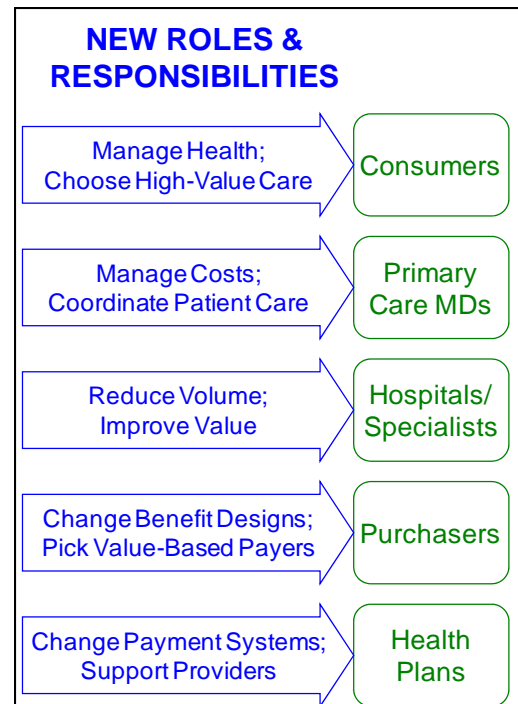 NEW ROLES &
RESPONSIBILITIES
Manage Health;
Choose High-Value Care
Consumers
Manage Costs;
Coordinate Patient Care
Primary
Care MDs
Reduce Volume;
Improve Value
Hospitals/
Specialists
Change Benefit Designs;
Pick Value-Based Payers
Purchasers
Change Payment Systems;
Support Providers
Health
Plans